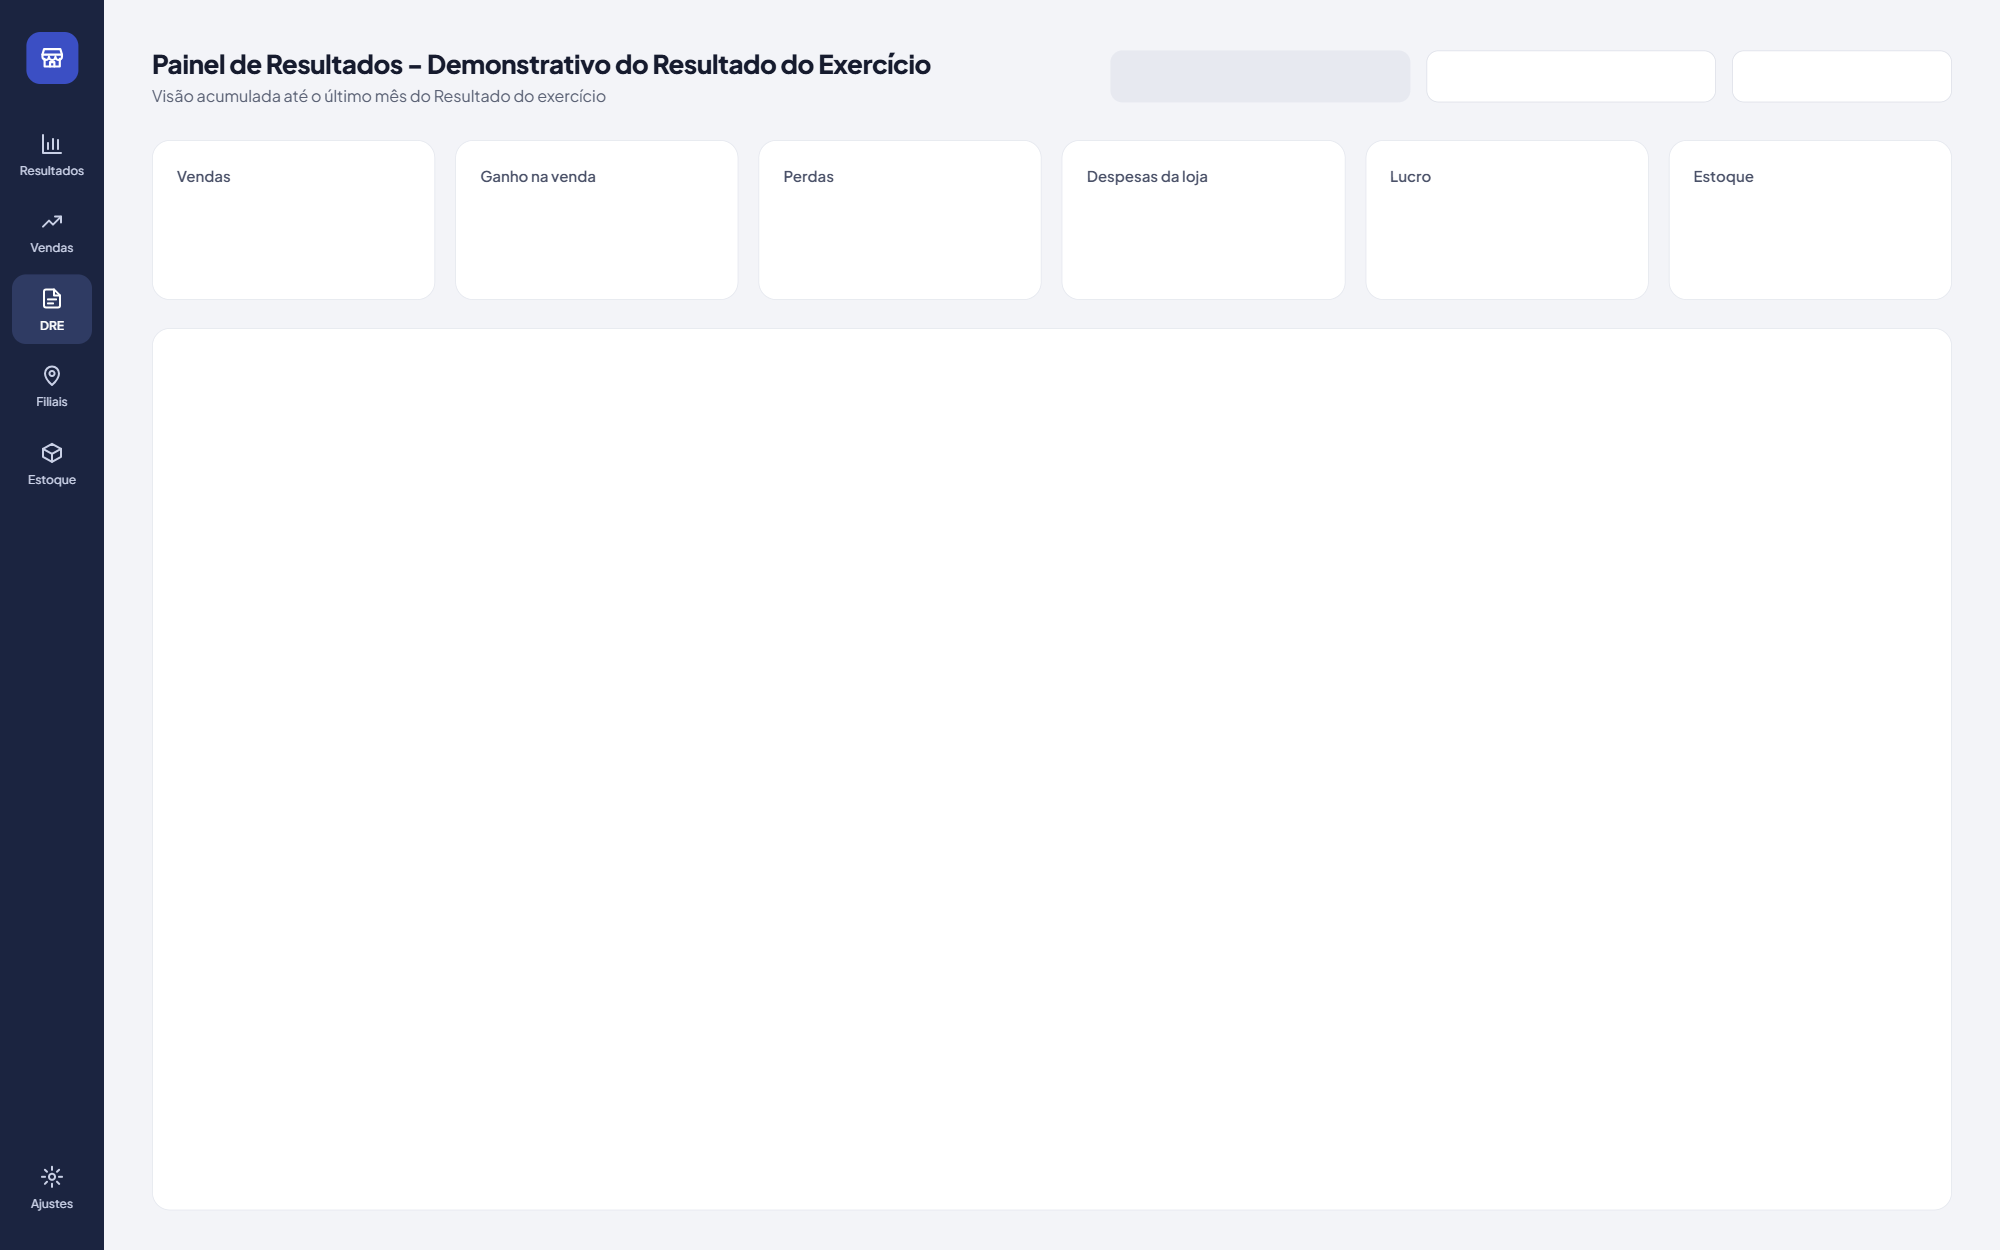 Painel de Resultados - Demonstrativo do Resultado do Exercício
Visão acumulada até o último mês do Resultado do exercício
Resultados
Vendas
DRE
Filiais
Estoque
Ajustes
Vendas
Ganho na venda
Perdas
Despesas da loja
Lucro
Estoque